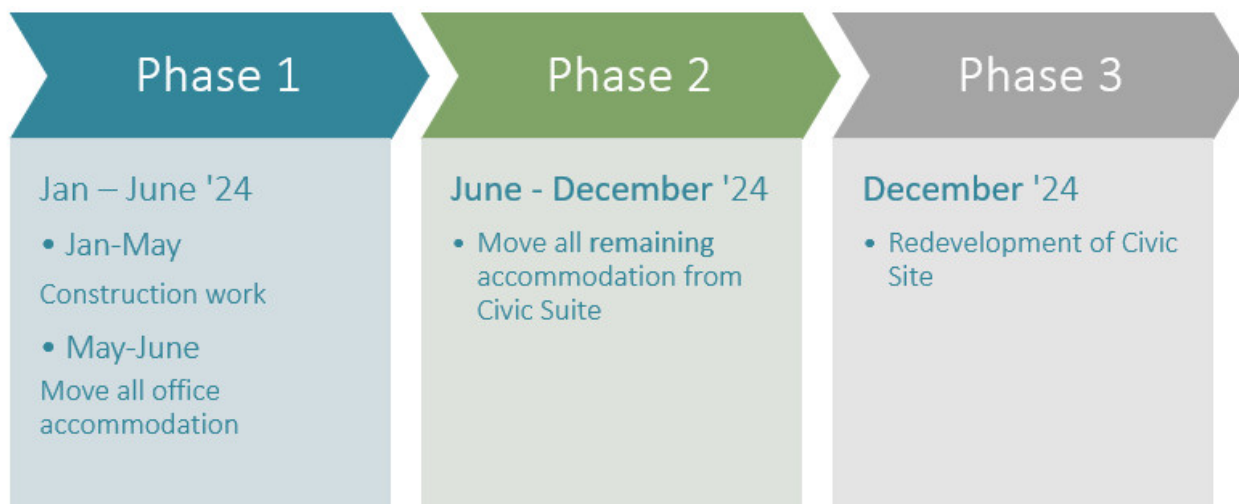 Phase 1
Jan – June '24
• Jan-May
Construction work
• May-June
Move all office
accommodation
Phase 2
June - December '24
• Move all remaining
accommodation from
Civic Suite
Phase 3
December '24
• Redevelopment of Civic
Site